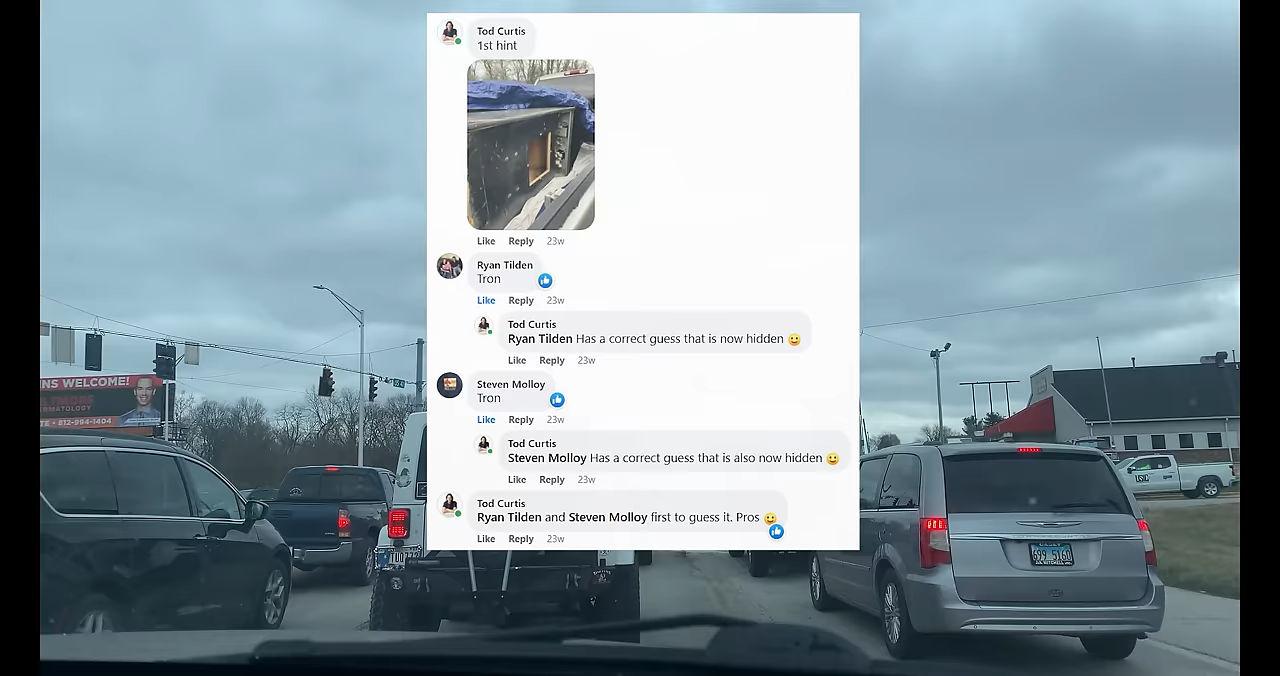 Tod Curtis
1st hint
Like Reply 23w
Ryan Tilden
Tron
Like Reply 23w
Tod Curtis
Ryan Tilden Has a correct guess that is now hidden 😀
Like Reply 23w
Steven Molloy
Tron
Like Reply 23w
Tod Curtis
Steven Molloy Has a correct guess that is also now hidden 😀
Like Reply 23w
Tod Curtis
Ryan Tilden and Steven Molloy first to guess it. Pros 😀
Like Reply 23w
NS WELCOME!
812-994-1404
699 5160